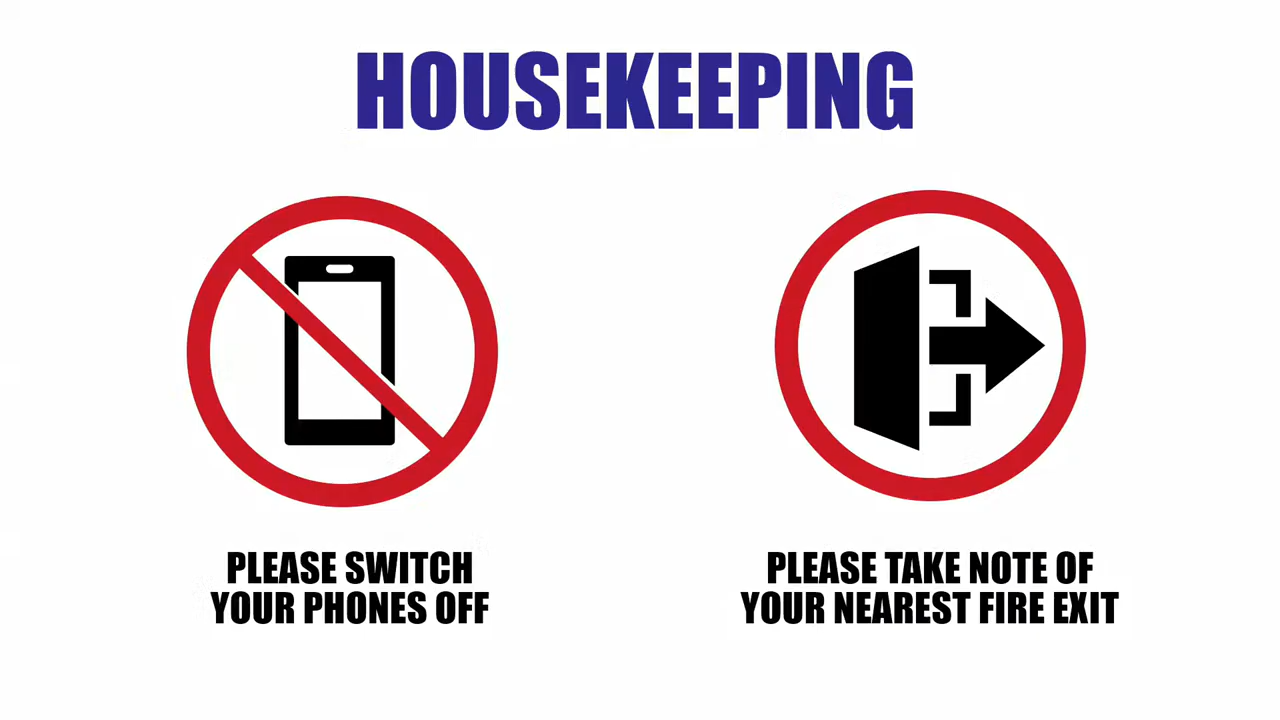 HOUSEKEEPING
PLEASE SWITCH
YOUR PHONES OFF
PLEASE TAKE NOTE OF
YOUR NEAREST FIRE EXIT